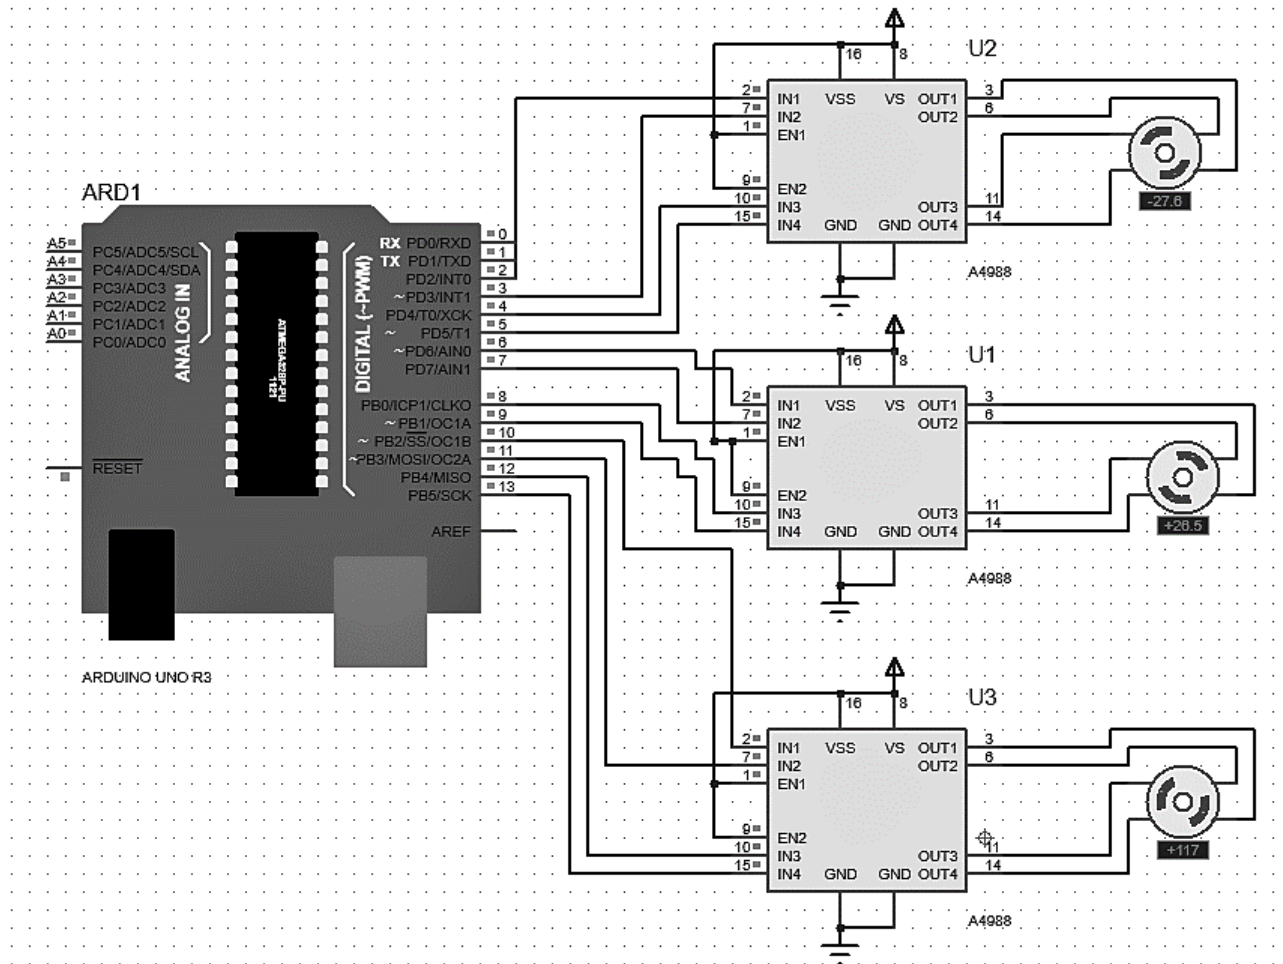 ARD1
A5
A4
A3
A2
A1
A0
PC5/ADC5/SCL
PC4/ADC4/SDA
PC3/ADC3
PC2/ADC2
PC1/ADC1
PC0/ADC0
ANALOG IN
RESET
ATMEGA328P-PU
1121
DIGITAL (~PWM)
RX PD0/RXD 0
TX PD1/TXD 1
PD2/INT0 2
~PD3/INT1 3
PD4/T0/XCK 4
~ PD5/T1 5
~PD6/AIN0 6
PD7/AIN1 7
PB0/ICP1/CLKO 8
~PB1/OC1A 9
~PB2/SS/OC1B 10
~PB3/MOSI/OC2A 11
PB4/MISO 12
PB5/SCK 13
AREF
ARDUINO UNO R3
U2
16 8
2 IN1 VSS VS OUT1 3
7 IN2 OUT2 6
1 EN1
9 EN2
10 IN3 OUT3 11
15 IN4 GND GND OUT4 14
A4988
-27.6
U1
16 8
2 IN1 VSS VS OUT1 3
7 IN2 OUT2 6
1 EN1
9 EN2
10 IN3 OUT3 11
15 IN4 GND GND OUT4 14
A4988
+26.5
U3
16 8
2 IN1 VSS VS OUT1 3
7 IN2 OUT2 6
1 EN1
9 EN2
10 IN3 OUT3 11
15 IN4 GND GND OUT4 14
A4988
+117